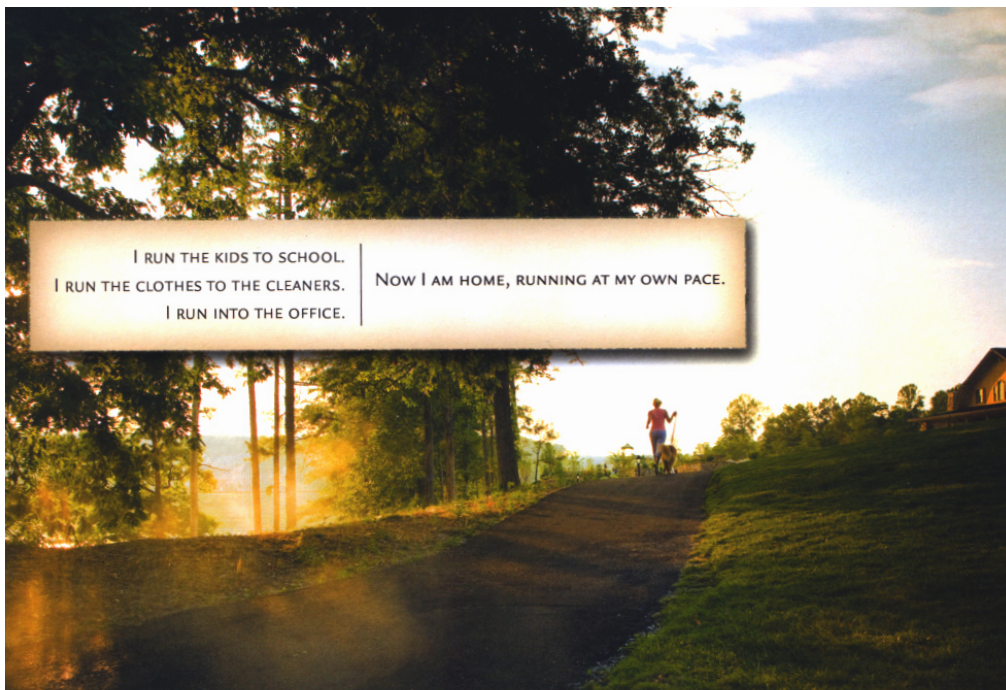 I RUN THE KIDS TO SCHOOL.
I RUN THE CLOTHES TO THE CLEANERS.
I RUN INTO THE OFFICE.
NOW I AM HOME, RUNNING AT MY OWN PACE.